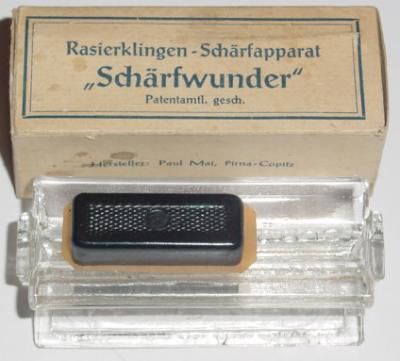 Rasierklingen-Schärfapparat
„Schärfwunder“
Patentamtl. gesch.
Hersteller: Paul Mai, Pirna-Copitz